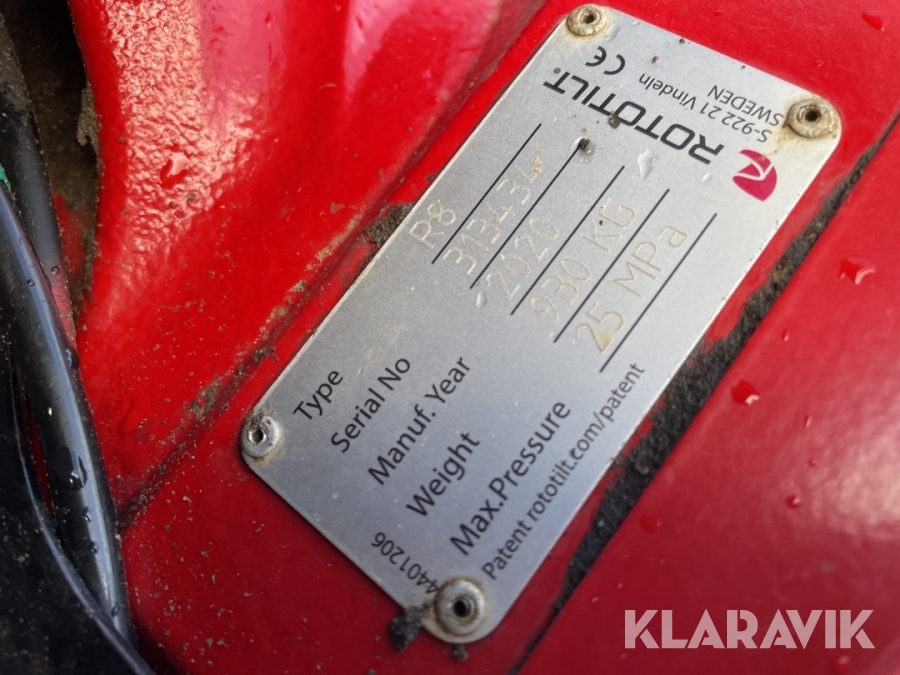 ROTOTILT®
S-922 21 Vindeln
SWEDEN CE
Type R8
Serial No 313434
Manuf. Year 2020
Weight 930 KG
Max.Pressure 25 MPa
Patent rototilt.com/patent
4401206
KLARAVIK